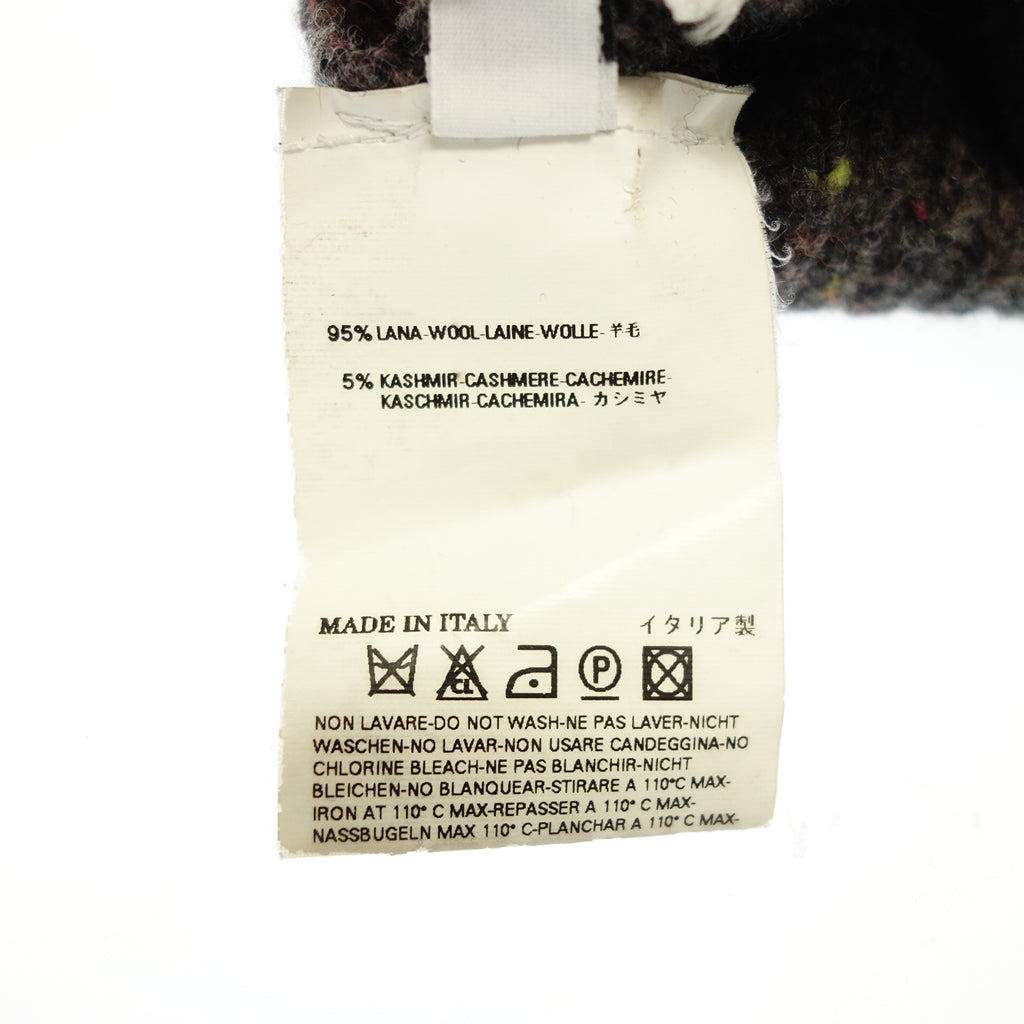 95% LANA-WOOL-LAINE-WOLLE-羊毛
5% KASHMIR-CASHMERE-CACHEMIRE-
KASCHMIR-CACHEMIRA-カシミヤ
MADE IN ITALY イタリア製
CL P
NON LAVARE-DO NOT WASH-NE PAS LAVER-NICHT
WASCHEN-NO LAVAR-NON USARE CANDEGGINA-NO
CHLORINE BLEACH-NE PAS BLANCHIR-NICHT
BLEICHEN-NO BLANQUEAR-STIRARE A 110°C MAX-
IRON AT 110° C MAX-REPASSER A 110° C MAX-
NASSBUGELN MAX 110° C-PLANCHAR A 110° C MAX-